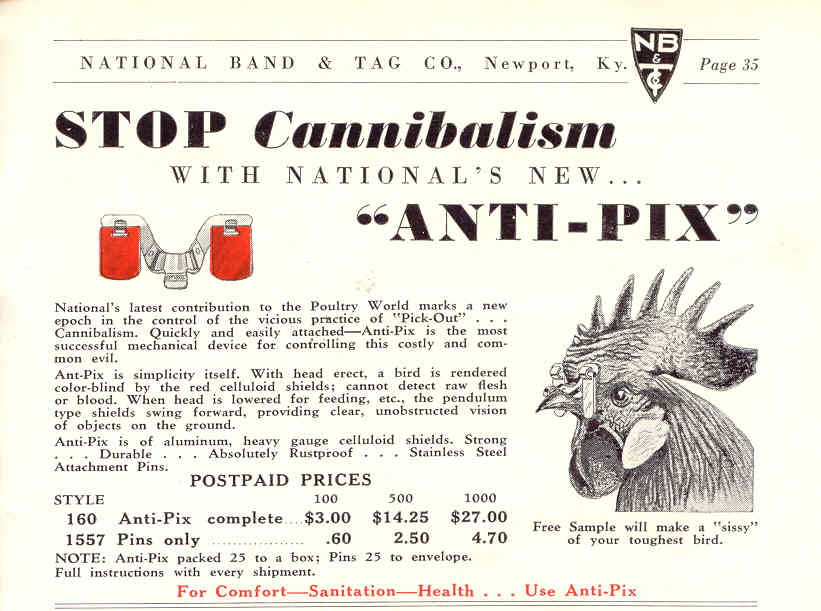 NATIONAL BAND & TAG CO., Newport, Ky.
NB
&
T
Co
Page 35
STOP Cannibalism
WITH NATIONAL'S NEW...
"ANTI-PIX"
National's latest contribution to the Poultry World marks a new
epoch in the control of the vicious practice of "Pick-Out" . . .
Cannibalism. Quickly and easily attached—Anti-Pix is the most
successful mechanical device for controlling this costly and com-
mon evil.
Ant-Pix is simplicity itself. With head erect, a bird is rendered
color-blind by the red celluloid shields; cannot detect raw flesh
or blood. When head is lowered for feeding, etc., the pendulum
type shields swing forward, providing clear, unobstructed vision
of objects on the ground.
Anti-Pix is of aluminum, heavy gauge celluloid shields. Strong
. . . Durable . . . Absolutely Rustproof . . . Stainless Steel
Attachment Pins.
POSTPAID PRICES
STYLE 100 500 1000
160 Anti-Pix complete....$3.00 $14.25 $27.00
1557 Pins only .................. .60 2.50 4.70
NOTE: Anti-Pix packed 25 to a box; Pins 25 to envelope.
Full instructions with every shipment.
Free Sample will make a "sissy"
of your toughest bird.
For Comfort—Sanitation—Health . . . Use Anti-Pix